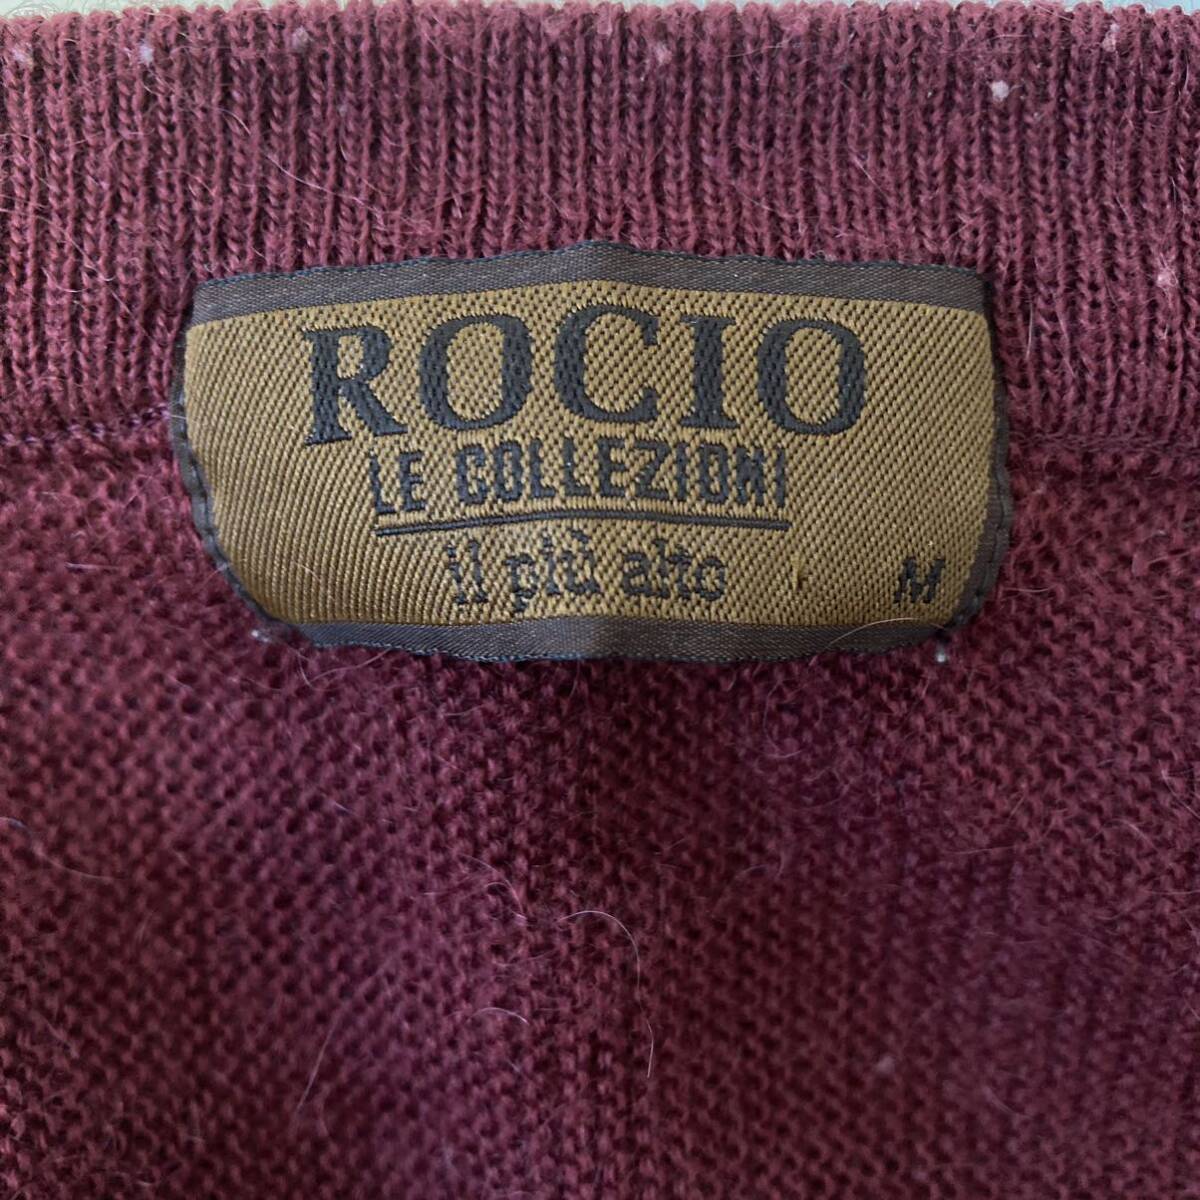 ROCIO
LE COLLEZIONI
il più alto
M